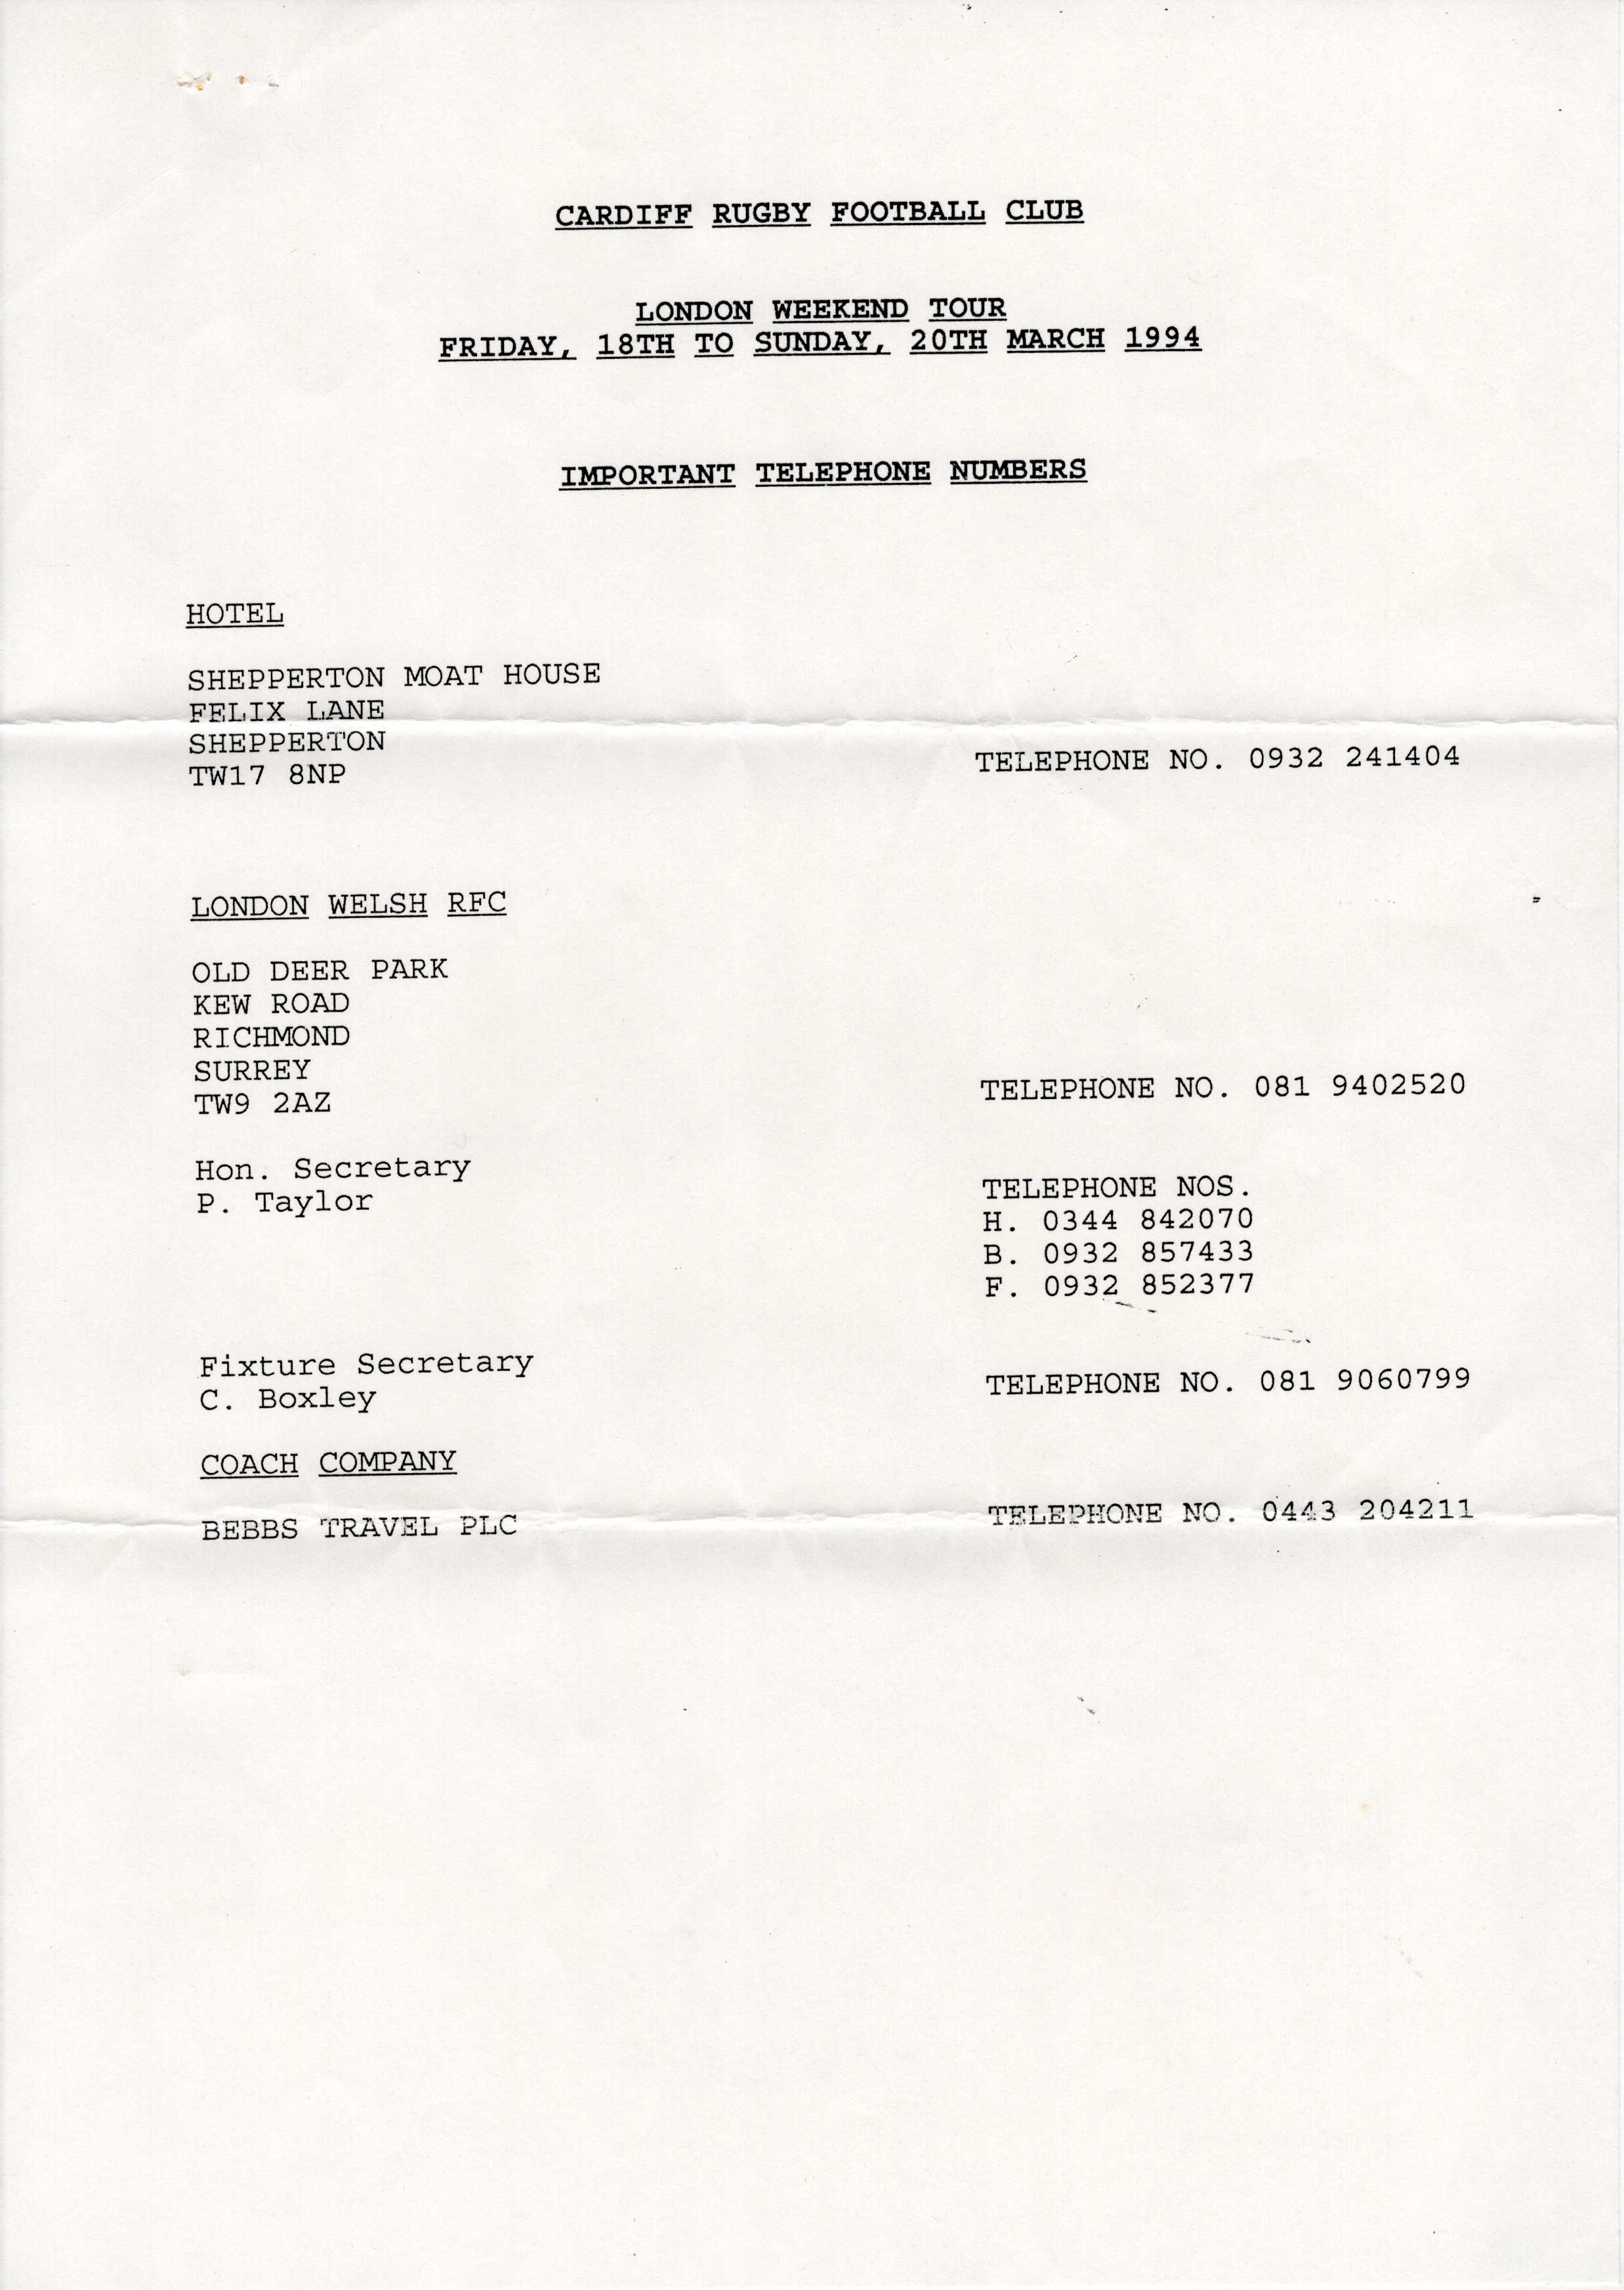 CARDIFF RUGBY FOOTBALL CLUB
LONDON WEEKEND TOUR
FRIDAY, 18TH TO SUNDAY, 20TH MARCH 1994
IMPORTANT TELEPHONE NUMBERS
HOTEL
SHEPPERTON MOAT HOUSE
FELIX LANE
SHEPPERTON
TW17 8NP
TELEPHONE NO. 0932 241404
LONDON WELSH RFC
OLD DEER PARK
KEW ROAD
RICHMOND
SURREY
TW9 2AZ
TELEPHONE NO. 081 9402520
Hon. Secretary
P. Taylor
TELEPHONE NOS.
H. 0344 842070
B. 0932 857433
F. 0932 852377
Fixture Secretary
C. Boxley
TELEPHONE NO. 081 9060799
COACH COMPANY
BEBBS TRAVEL PLC
TELEPHONE NO. 0443 204211